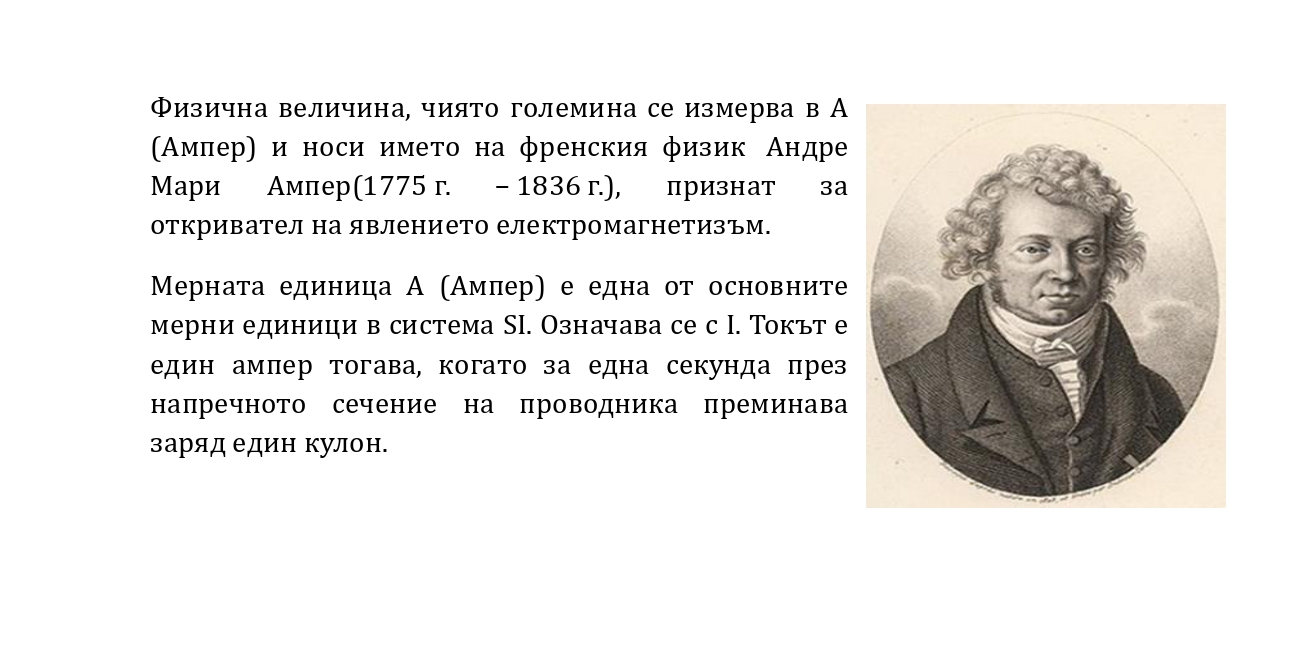 Физична величина, чиято големина се измерва в А
(Ампер) и носи името на френския физик Андре
Мари Ампер(1775 г. – 1836 г.), признат за
откривател на явлението електромагнетизъм.
Мерната единица А (Ампер) е една от основните
мерни единици в система SI. Означава се с I. Токът е
един ампер тогава, когато за една секунда през
напречното сечение на проводника преминава
заряд един кулон.